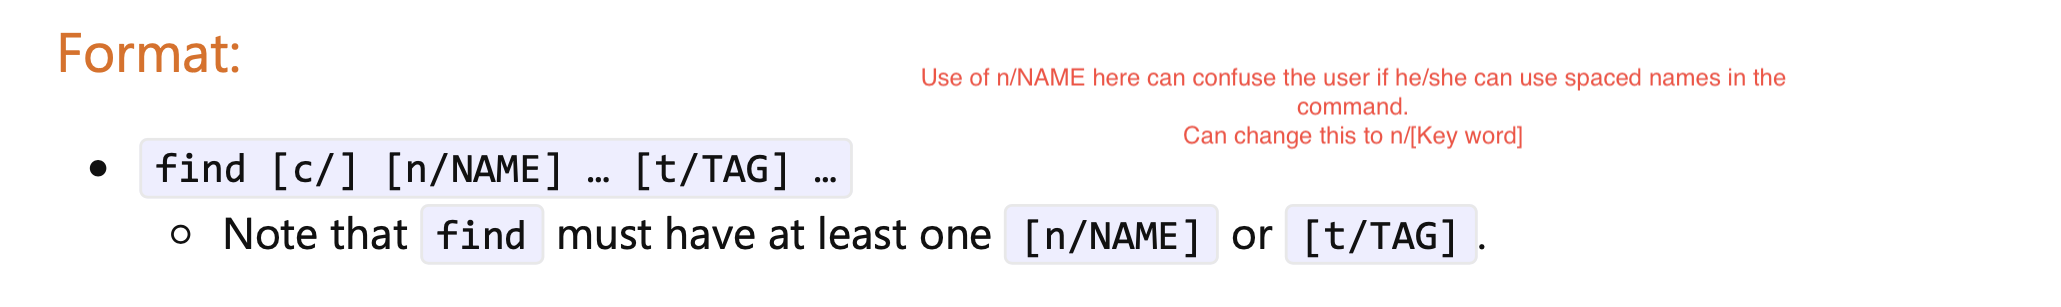 Format:
Use of n/NAME here can confuse the user if he/she can use spaced names in the
command.
Can change this to n/[Key word]
• find [c/] [n/NAME] … [t/TAG] …
○ Note that find must have at least one [n/NAME] or [t/TAG].